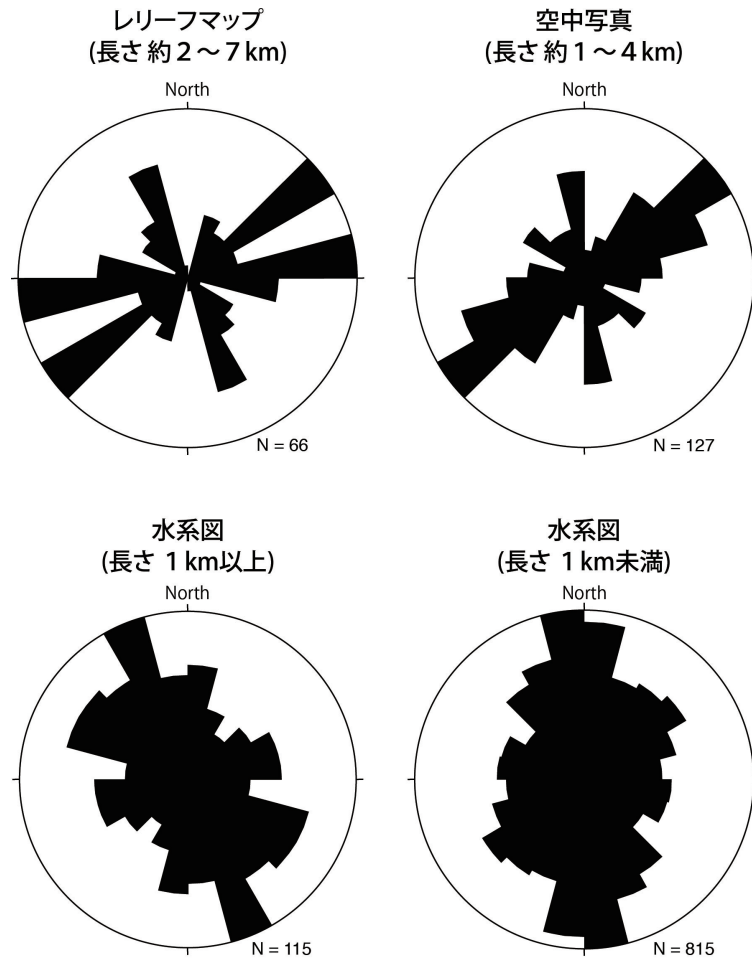 レリーフマップ
(長さ 約２～７km)
North
N = 66
空中写真
(長さ 約１～４km)
North
N = 127
水系図
(長さ １km以上)
North
N = 115
水系図
(長さ １km未満)
North
N = 815